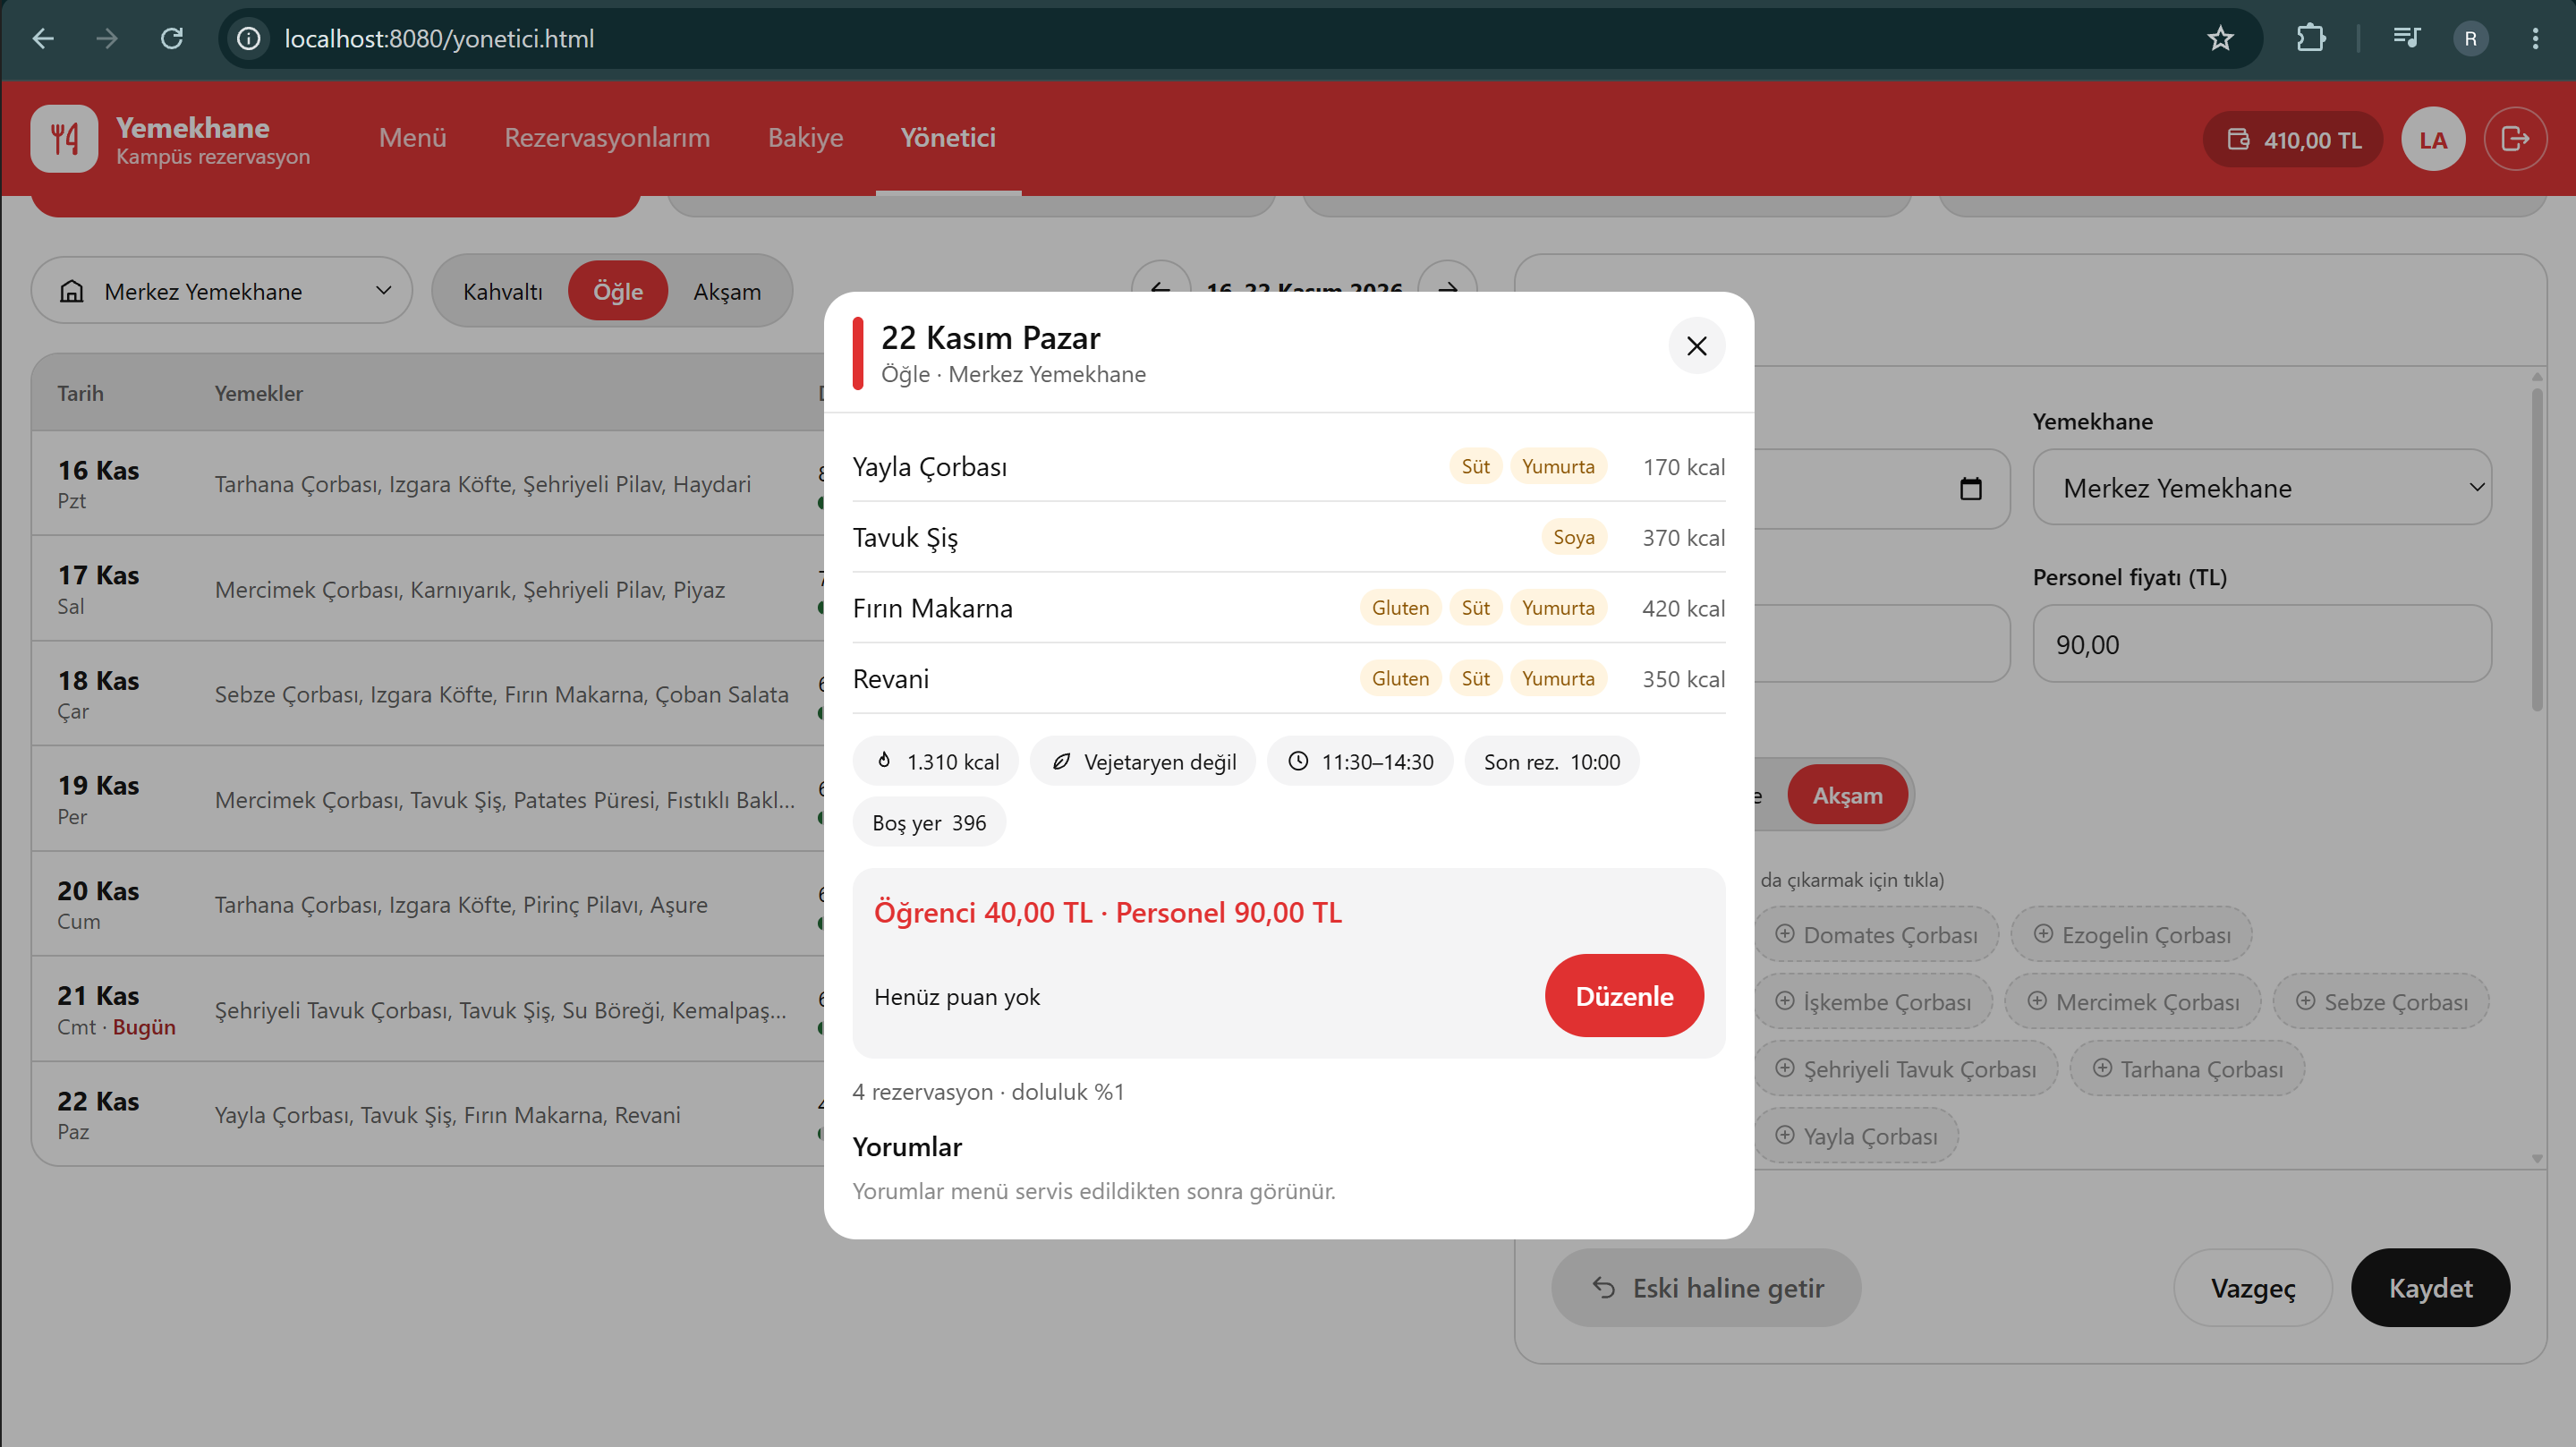 localhost:8080/yonetici.html
R
Yemekhane
Kampüs rezervasyon
Menü
Rezervasyonlarım
Bakiye
Yönetici
410,00 TL
LA
Merkez Yemekhane
Kahvaltı
Öğle
Akşam
16-22 Kasım 2026
Tarih
Yemekler
16 Kas
Pzt
Tarhana Çorbası, Izgara Köfte, Şehriyeli Pilav, Haydari
17 Kas
Sal
Mercimek Çorbası, Karnıyarık, Şehriyeli Pilav, Piyaz
18 Kas
Çar
Sebze Çorbası, Izgara Köfte, Fırın Makarna, Çoban Salata
19 Kas
Per
Mercimek Çorbası, Tavuk Şiş, Patates Püresi, Fıstıklı Bakl...
20 Kas
Cum
Tarhana Çorbası, Izgara Köfte, Pirinç Pilavı, Aşure
21 Kas
Cmt · Bugün
Şehriyeli Tavuk Çorbası, Tavuk Şiş, Su Böreği, Kemalpaş...
22 Kas
Paz
Yayla Çorbası, Tavuk Şiş, Fırın Makarna, Revani
22 Kasım Pazar
Öğle · Merkez Yemekhane
Yayla Çorbası Süt Yumurta 170 kcal
Tavuk Şiş Soya 370 kcal
Fırın Makarna Gluten Süt Yumurta 420 kcal
Revani Gluten Süt Yumurta 350 kcal
1.310 kcal
Vejetaryen değil
11:30–14:30
Son rez. 10:00
Boş yer 396
Öğrenci 40,00 TL · Personel 90,00 TL
Henüz puan yok
Düzenle
4 rezervasyon · doluluk %1
Yorumlar
Yorumlar menü servis edildikten sonra görünür.
Yemekhane
Merkez Yemekhane
Personel fiyatı (TL)
90,00
Akşam
da çıkarmak için tıkla)
Domates Çorbası
Ezogelin Çorbası
İşkembe Çorbası
Mercimek Çorbası
Sebze Çorbası
Şehriyeli Tavuk Çorbası
Tarhana Çorbası
Yayla Çorbası
Eski haline getir
Vazgeç
Kaydet